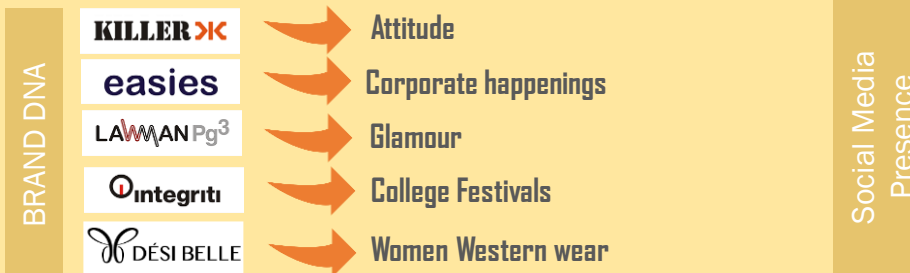 BRAND DNA
KILLER
Attitude
easies
Corporate happenings
LAWMAN Pg3
Glamour
integriti
College Festivals
DÉSI BELLE
Women Western wear
Social Media
Presence